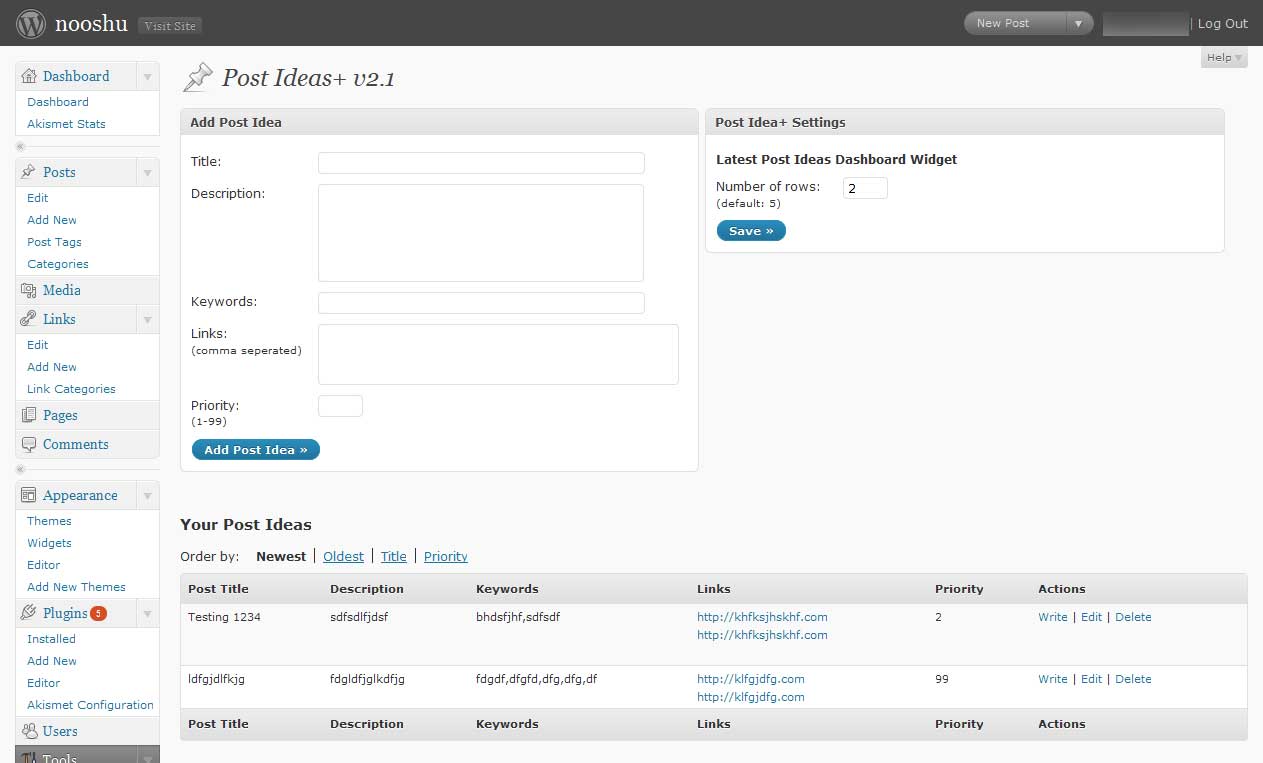 nooshu Visit Site
New Post | Log Out
Help
Dashboard
Dashboard
Akismet Stats
Posts
Edit
Add New
Post Tags
Categories
Media
Links
Edit
Add New
Link Categories
Pages
Comments
Appearance
Themes
Widgets
Editor
Add New Themes
Plugins 5
Installed
Add New
Editor
Akismet Configuration
Users
Tools
Post Ideas+ v2.1
Add Post Idea
Title:
Description:
Keywords:
Links:
(comma seperated)
Priority:
(1-99)
Add Post Idea »
Post Idea+ Settings
Latest Post Ideas Dashboard Widget
Number of rows: 2
(default: 5)
Save »
Your Post Ideas
Order by: Newest | Oldest | Title | Priority
Post Title Description Keywords Links Priority Actions
Testing 1234 sdfsdlfjdsf bhdsfjhf,sdfsdf http://khfksjhskhf.com 2 Write | Edit | Delete
http://khfksjhskhf.com
ldfgjdlfkjg fdgldfjglkdfjg fdgdf,dfgfd,dfg,dfg,df http://klfgjdfg.com 99 Write | Edit | Delete
http://klfgjdfg.com
Post Title Description Keywords Links Priority Actions